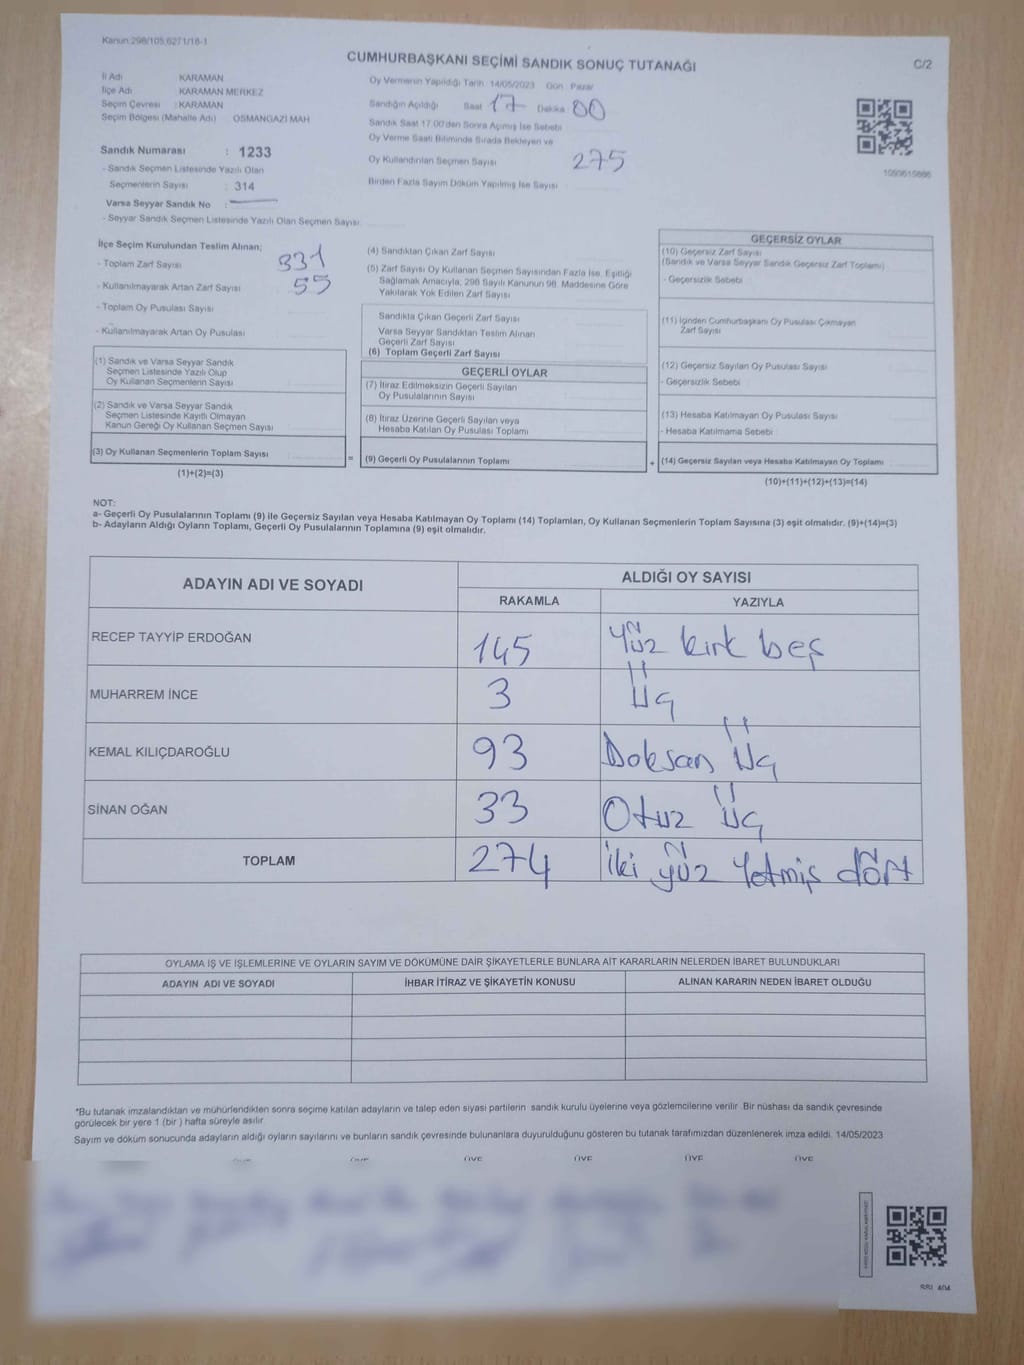 Kanun:298/105,6271/18-1
CUMHURBAŞKANI SEÇİMİ SANDIK SONUÇ TUTANAĞI
C/2
İl Adı KARAMAN
İlçe Adı KARAMAN MERKEZ
Seçim Çevresi : KARAMAN
Seçim Bölgesi (Mahalle Adı) OSMANGAZİ MAH
Sandık Numarası : 1233
- Sandık Seçmen Listesinde Yazılı Olan
Seçmenlerin Sayısı : 314
Varsa Seyyar Sandık No :
- Seyyar Sandık Seçmen Listesinde Yazılı Olan Seçmen Sayısı
Oy Vermenin Yapıldığı Tarih 14/05/2023 Gün Pazar
Sandığın Açıldığı Saat 17 Dakika 00
Sandık Saat 17.00'den Sonra Açımış İse Sebebi
Oy Verme Saati Bitiminde Sırada Bekleyen ve
Oy Kullandırılan Seçmen Sayısı 275
Birden Fazla Sayım Döküm Yapılmış İse Sayısı
1093615866
İlçe Seçim Kurulundan Teslim Alınan;
- Toplam Zarf Sayısı 331
- Kullanılmayarak Artan Zarf Sayısı 55
- Toplam Oy Pusulası Sayısı
- Kullanılmayarak Artan Oy Pusulası
(1) Sandık ve Varsa Seyyar Sandık
Seçmen Listesinde Yazılı Olup
Oy Kullanan Seçmenlerin Sayısı
(2) Sandık ve Varsa Seyyar Sandık
Seçmen Listesinde Kayıtlı Olmayan
Kanun Gereği Oy Kullanan Seçmen Sayısı
(3) Oy Kullanan Seçmenlerin Toplam Sayısı
(1)+(2)=(3)
(4) Sandıktan Çıkan Zarf Sayısı
(5) Zarf Sayısı Oy Kullanan Seçmen Sayısından Fazla İse, Eşitliği
Sağlamak Amacıyla; 298 Sayılı Kanunun 98. Maddesine Göre
Yakılarak Yok Edilen Zarf Sayısı
Sandıkta Çıkan Geçerli Zarf Sayısı
Varsa Seyyar Sandıktan Teslim Alınan
Geçerli Zarf Sayısı
(6) Toplam Geçerli Zarf Sayısı
GEÇERLİ OYLAR
(7) İtiraz Edilmeksizin Geçerli Sayılan
Oy Pusulalarının Sayısı
(8) İtiraz Üzerine Geçerli Sayılan veya
Hesaba Katılan Oy Pusulası Toplamı
= (9) Geçerli Oy Pusulalarının Toplamı
GEÇERSİZ OYLAR
(10) Geçersiz Zarf Sayısı
(Sandık ve Varsa Seyyar Sandık Geçersiz Zarf Toplamı)
- Geçersizlik Sebebi
(11) İçinden Cumhurbaşkanı Oy Pusulası Çıkmayan
Zarf Sayısı
(12) Geçersiz Sayılan Oy Pusulası Sayısı
- Geçersizlik Sebebi
(13) Hesaba Katılmayan Oy Pusulası Sayısı
- Hesaba Katılmama Sebebi
+ (14) Geçersiz Sayılan veya Hesaba Katılmayan Oy Toplamı
(10)+(11)+(12)+(13)=(14)
NOT:
a- Geçerli Oy Pusulalarının Toplamı (9) ile Geçersiz Sayılan veya Hesaba Katılmayan Oy Toplamı (14) Toplamları, Oy Kullanan Seçmenlerin Toplam Sayısına (3) eşit olmalıdır. (9)+(14)=(3)
b- Adayların Aldığı Oyların Toplamı, Geçerli Oy Pusulalarının Toplamına (9) eşit olmalıdır.
ADAYIN ADI VE SOYADI ALDIĞI OY SAYISI
RAKAMLA YAZIYLA
RECEP TAYYİP ERDOĞAN 145 Yüz kırk beş
MUHARREM İNCE 3 Üç
KEMAL KILIÇDAROĞLU 93 Doksan Üç
SİNAN OĞAN 33 Otuz Üç
TOPLAM 274 İki yüz Yetmiş dört
OYLAMA İŞ VE İŞLEMLERİNE VE OYLARIN SAYIM VE DÖKÜMÜNE DAİR ŞİKAYETLERLE BUNLARA AİT KARARLARIN NELERDEN İBARET BULUNDUKLARI
ADAYIN ADI VE SOYADI İHBAR İTİRAZ VE ŞİKAYETİN KONUSU ALINAN KARARIN NEDEN İBARET OLDUĞU
*Bu tutanak imzalandıktan ve mühürlendikten sonra seçime katılan adayların ve talep eden siyasi partilerin sandık kurulu üyelerine veya gözlemcilerine verilir. Bir nüshası da sandık çevresinde
görülecek bir yere 1 (bir) hafta süreyle asılır.
Sayım ve döküm sonucunda adayların aldığı oyların sayılarını ve bunların sandık çevresinde bulunanlara duyurulduğunu gösteren bu tutanak tarafımızdan düzenlenerek imza edildi. 14/05/2023
ÜYE ÜYE ÜYE ÜYE ÜYE ÜYE